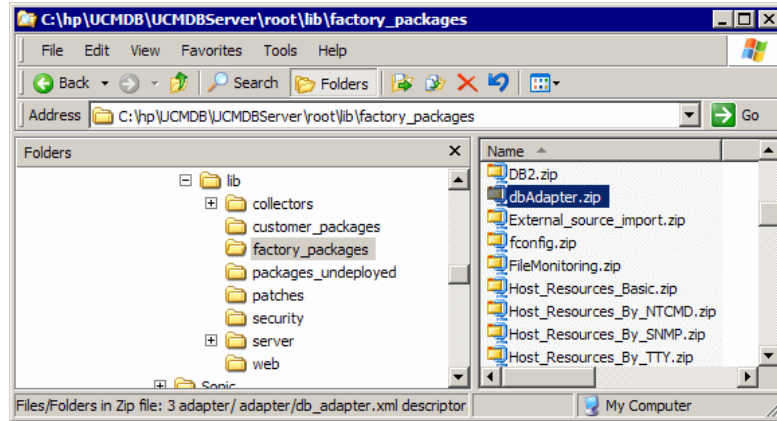 C:\hp\UCMDB\UCMDBServer\root\lib\factory_packages
File Edit View Favorites Tools Help
Back Search Folders
Address C:\hp\UCMDB\UCMDBServer\root\lib\factory_packages Go
Folders
lib
collectors
customer_packages
factory_packages
packages_undeployed
patches
security
server
web
Sonic
Name
DB2.zip
dbAdapter.zip
External_source_import.zip
fconfig.zip
FileMonitoring.zip
Host_Resources_Basic.zip
Host_Resources_By_NTCMD.zip
Host_Resources_By_SNMP.zip
Host_Resources_By_TTY.zip
Files/Folders in Zip file: 3 adapter/ adapter/db_adapter.xml descriptor My Computer